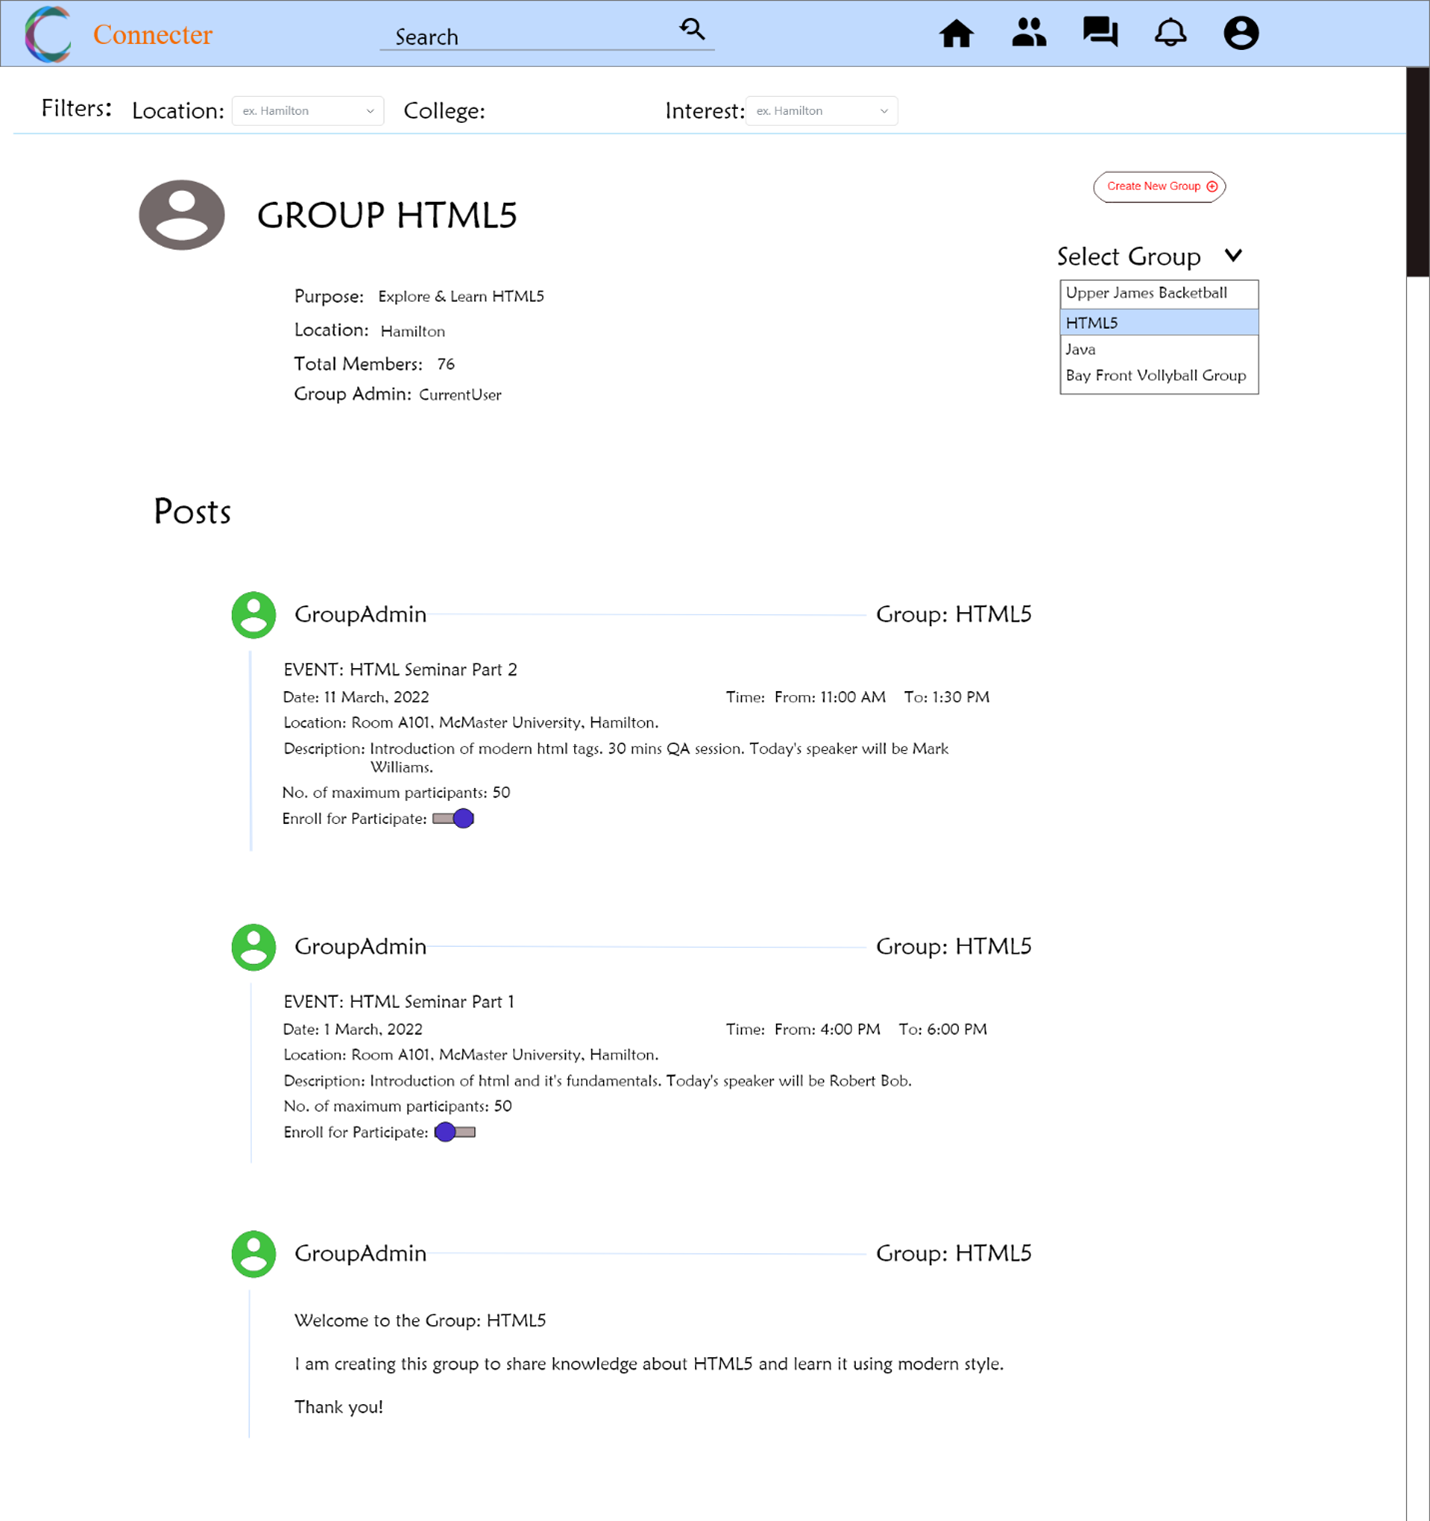 Connecter
Search
Filters:
Location: ex. Hamilton
College:
Interest: ex. Hamilton
Create New Group
GROUP HTML5
Select Group
Upper James Backetball
HTML5
Java
Bay Front Vollyball Group
Purpose: Explore & Learn HTML5
Location: Hamilton
Total Members: 76
Group Admin: CurrentUser
Posts
GroupAdmin Group: HTML5
EVENT: HTML Seminar Part 2
Date: 11 March, 2022 Time: From: 11:00 AM To: 1:30 PM
Location: Room A101, McMaster University, Hamilton.
Description: Introduction of modern html tags. 30 mins QA session. Today's speaker will be Mark
Williams.
No. of maximum participants: 50
Enroll for Participate:
GroupAdmin Group: HTML5
EVENT: HTML Seminar Part 1
Date: 1 March, 2022 Time: From: 4:00 PM To: 6:00 PM
Location: Room A101, McMaster University, Hamilton.
Description: Introduction of html and it's fundamentals. Today's speaker will be Robert Bob.
No. of maximum participants: 50
Enroll for Participate:
GroupAdmin Group: HTML5
Welcome to the Group: HTML5
I am creating this group to share knowledge about HTML5 and learn it using modern style.
Thank you!